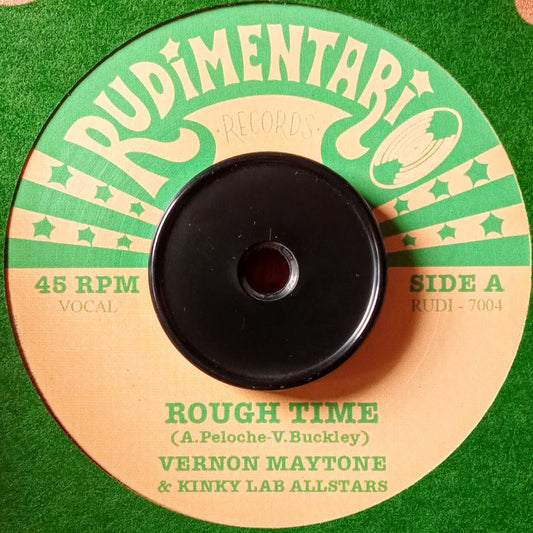 RUDiMENTARiO
RECORDS
45 RPM
VOCAL
SIDE A
RUDI - 7004
ROUGH TIME
(A.Peloche-V.Buckley)
VERNON MAYTONE
& KINKY LAB ALLSTARS